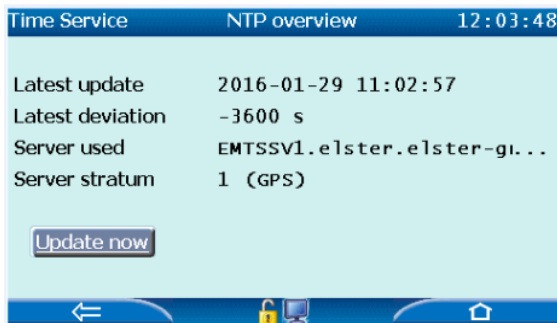 Time Service NTP overview 12:03:48
Latest update 2016-01-29 11:02:57
Latest deviation -3600 s
Server used EMTSSV1.elster.elster-gr...
Server stratum 1 (GPS)
Update now